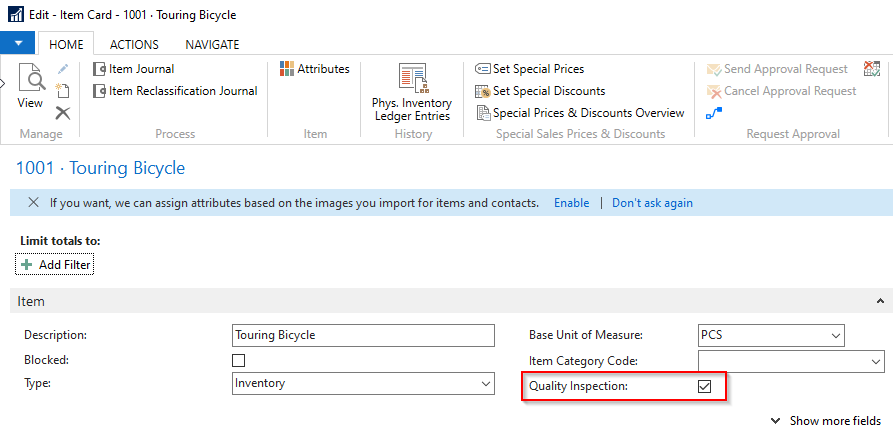 Edit - Item Card - 1001 · Touring Bicycle
HOME ACTIONS NAVIGATE
View
Manage
Item Journal
Item Reclassification Journal
Process
Attributes
Item
Phys. Inventory
Ledger Entries
History
Set Special Prices
Set Special Discounts
Special Prices & Discounts Overview
Special Sales Prices & Discounts
Send Approval Request
Cancel Approval Request
Request Approval
1001 · Touring Bicycle
If you want, we can assign attributes based on the images you import for items and contacts. Enable | Don't ask again
Limit totals to:
Add Filter
Item
Description: Touring Bicycle
Blocked:
Type: Inventory
Base Unit of Measure: PCS
Item Category Code:
Quality Inspection:
Show more fields